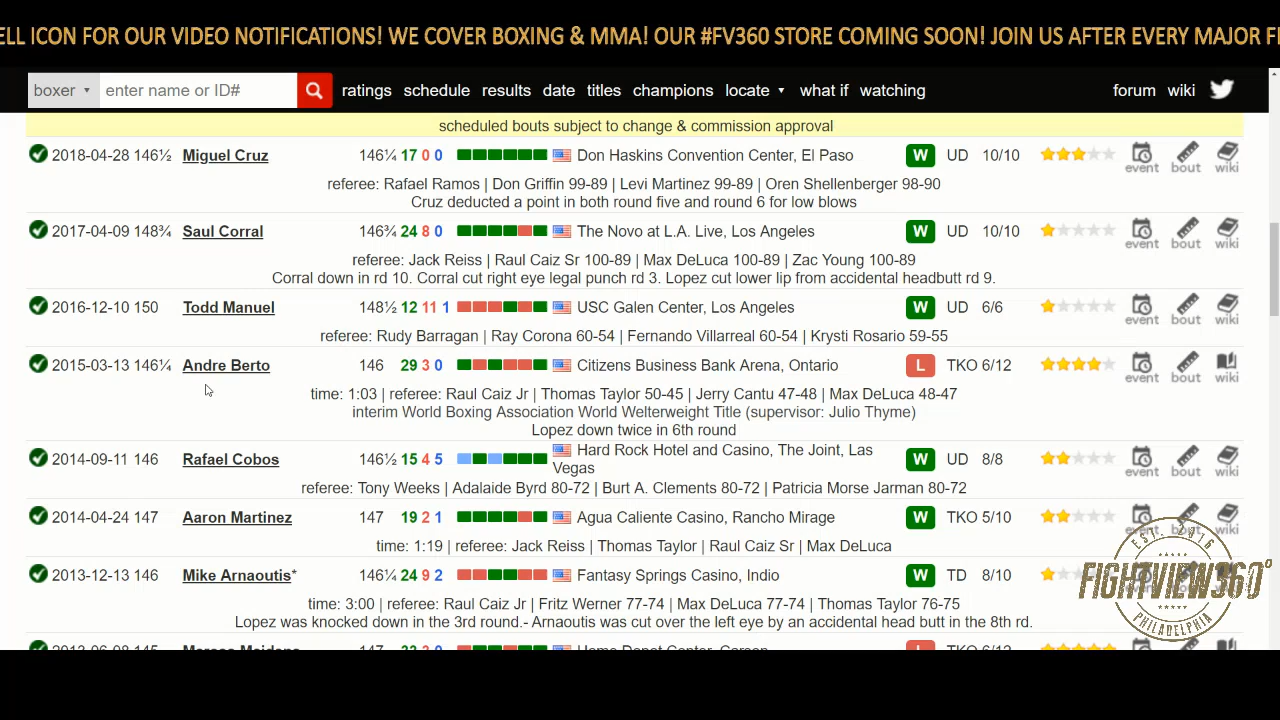 ELL ICON FOR OUR VIDEO NOTIFICATIONS! WE COVER BOXING & MMA! OUR #FV360 STORE COMING SOON! JOIN US AFTER EVERY MAJOR F
boxer enter name or ID# ratings schedule results date titles champions locate what if watching forum wiki
scheduled bouts subject to change & commission approval
2018-04-28 146½ Miguel Cruz 146¼ 17 0 0 Don Haskins Convention Center, El Paso W UD 10/10 event bout wiki
referee: Rafael Ramos | Don Griffin 99-89 | Levi Martinez 99-89 | Oren Shellenberger 98-90
Cruz deducted a point in both round five and round 6 for low blows
2017-04-09 148¾ Saul Corral 146¾ 24 8 0 The Novo at L.A. Live, Los Angeles W UD 10/10 event bout wiki
referee: Jack Reiss | Raul Caiz Sr 100-89 | Max DeLuca 100-89 | Zac Young 100-89
Corral down in rd 10. Corral cut right eye legal punch rd 3. Lopez cut lower lip from accidental headbutt rd 9.
2016-12-10 150 Todd Manuel 148½ 12 11 1 USC Galen Center, Los Angeles W UD 6/6 event bout wiki
referee: Rudy Barragan | Ray Corona 60-54 | Fernando Villarreal 60-54 | Krysti Rosario 59-55
2015-03-13 146¼ Andre Berto 146 29 3 0 Citizens Business Bank Arena, Ontario L TKO 6/12 event bout wiki
time: 1:03 | referee: Raul Caiz Jr | Thomas Taylor 50-45 | Jerry Cantu 47-48 | Max DeLuca 48-47
interim World Boxing Association World Welterweight Title (supervisor: Julio Thyme)
Lopez down twice in 6th round
2014-09-11 146 Rafael Cobos 146½ 15 4 5 Hard Rock Hotel and Casino, The Joint, Las
Vegas W UD 8/8 event bout wiki
referee: Tony Weeks | Adalaide Byrd 80-72 | Burt A. Clements 80-72 | Patricia Morse Jarman 80-72
2014-04-24 147 Aaron Martinez 147 19 2 1 Agua Caliente Casino, Rancho Mirage W TKO 5/10 event bout wiki
time: 1:19 | referee: Jack Reiss | Thomas Taylor | Raul Caiz Sr | Max DeLuca
2013-12-13 146 Mike Arnaoutis* 146¼ 24 9 2 Fantasy Springs Casino, Indio W TD 8/10
time: 3:00 | referee: Raul Caiz Jr | Fritz Werner 77-74 | Max DeLuca 77-74 | Thomas Taylor 76-75
Lopez was knocked down in the 3rd round.- Arnaoutis was cut over the left eye by an accidental head butt in the 8th rd.
EST. 2016
FIGHTVIEW360°
PHILADELPHIA